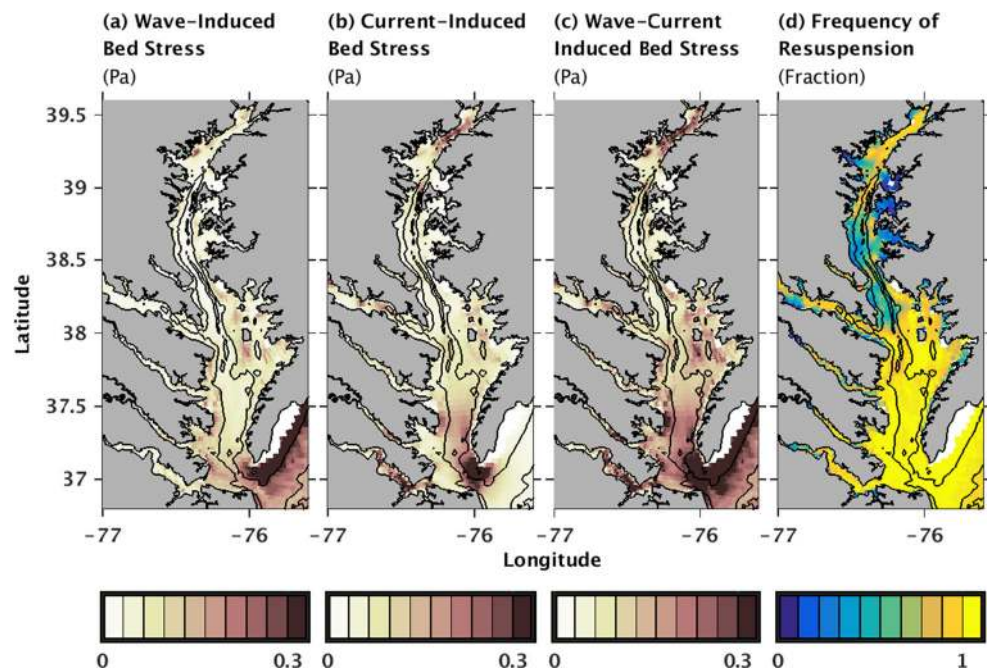 (a) Wave-Induced
Bed Stress
(Pa)
(b) Current-Induced
Bed Stress
(Pa)
(c) Wave-Current
Induced Bed Stress
(Pa)
(d) Frequency of
Resuspension
(Fraction)
39.5
39
38.5
38
37.5
37
Latitude
-77 -76 -77 -76 -77 -76 -77 -76
Longitude
0 0.3 0 0.3 0 0.3 0 1